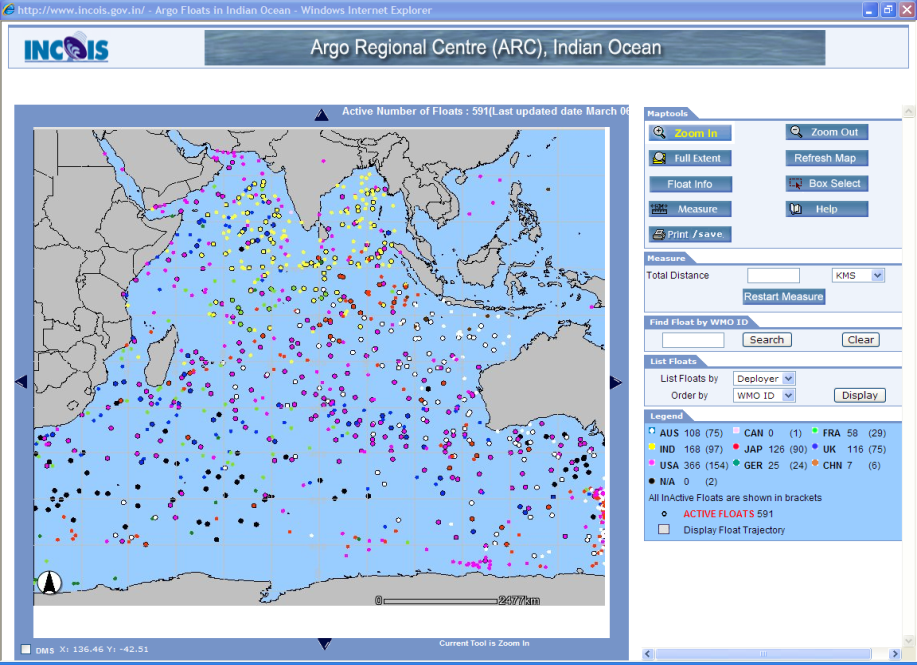 http://www.incois.gov.in/ - Argo Floats in Indian Ocean - Windows Internet Explorer
INCOIS
Argo Regional Centre (ARC), Indian Ocean
Active Number of Floats : 591(Last updated date March 06
Maptools
Zoom In
Zoom Out
Full Extent
Refresh Map
Float Info
Box Select
Measure
Help
Print /save.
Measure
Total Distance
KMS
Restart Measure
Find Float by WMO ID
Search
Clear
List Floats
List Floats by
Deployer
Order by
WMO ID
Display
Legend
AUS 108 (75) CAN 0 (1) FRA 58 (29)
IND 168 (97) JAP 126 (90) UK 116 (75)
USA 366 (154) GER 25 (24) CHN 7 (6)
N/A 0 (2)
All InActive Floats are shown in brackets
ACTIVE FLOATS 591
Display Float Trajectory
0 2477km
DMS X: 136.46 Y: -42.51
Current Tool is Zoom In